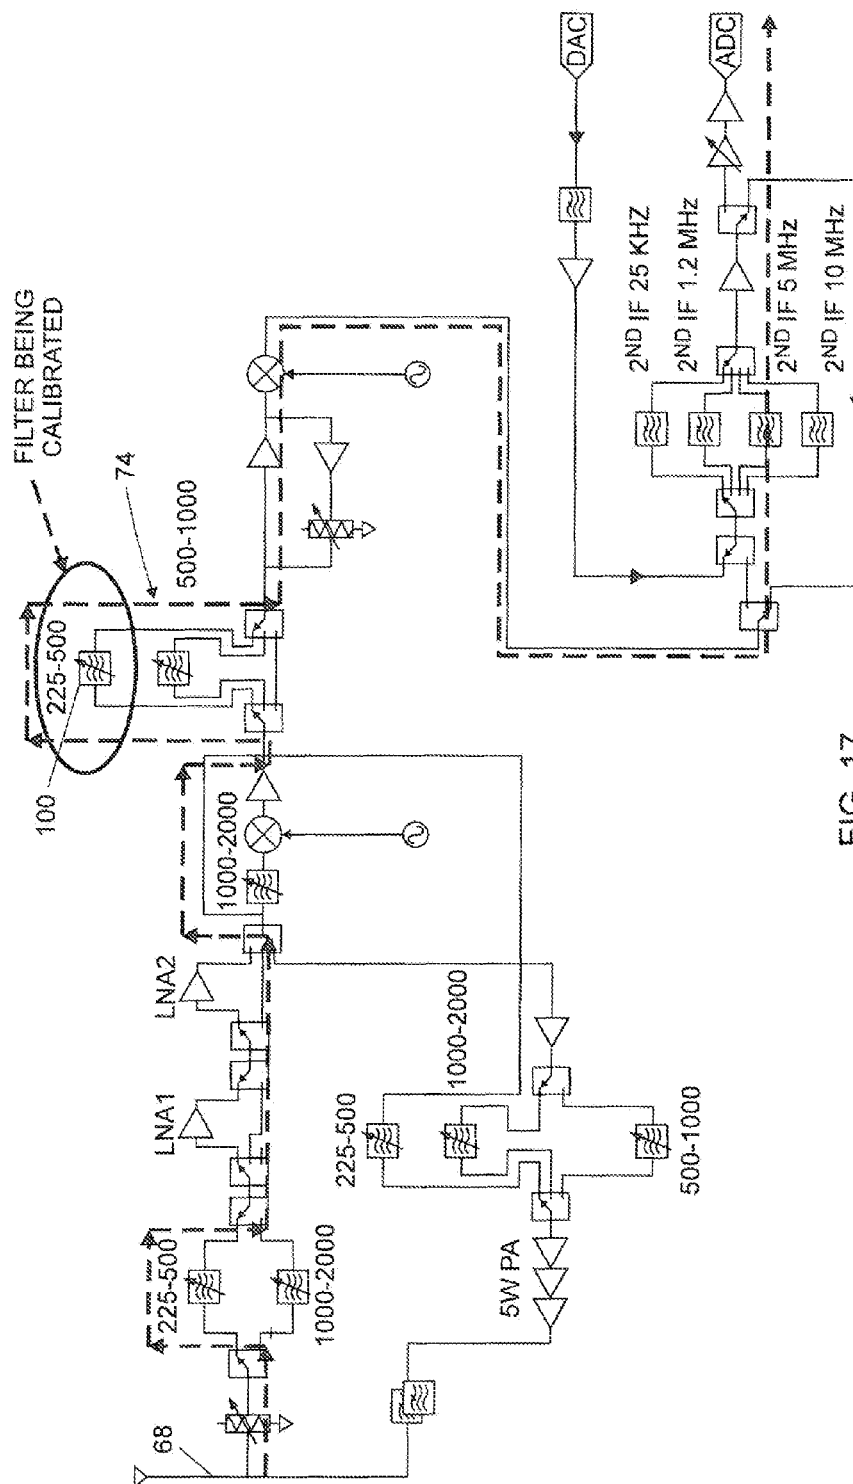 FILTER BEING
CALIBRATED
74
500-1000
225-500
100
1000-2000
LNA2
LNA1
225-500
1000-2000
68
225-500
1000-2000
500-1000
5W PA
DAC
ADC
2ND IF 25 KHZ
2ND IF 1.2 MHz
2ND IF 5 MHz
2ND IF 10 MHz
FIG. 17